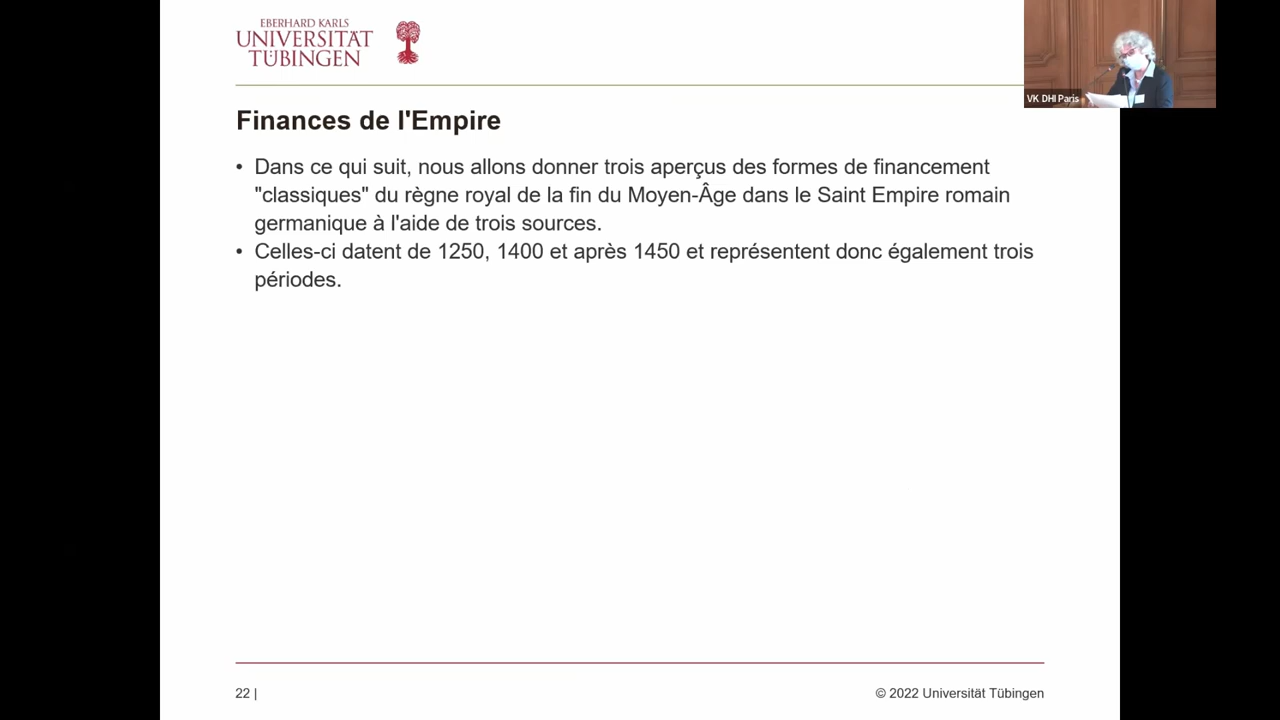 EBERHARD KARLS
UNIVERSITÄT
TÜBINGEN
VK DHI Paris
Finances de l'Empire
• Dans ce qui suit, nous allons donner trois aperçus des formes de financement
"classiques" du règne royal de la fin du Moyen-Âge dans le Saint Empire romain
germanique à l'aide de trois sources.
• Celles-ci datent de 1250, 1400 et après 1450 et représentent donc également trois
périodes.
22 |
© 2022 Universität Tübingen